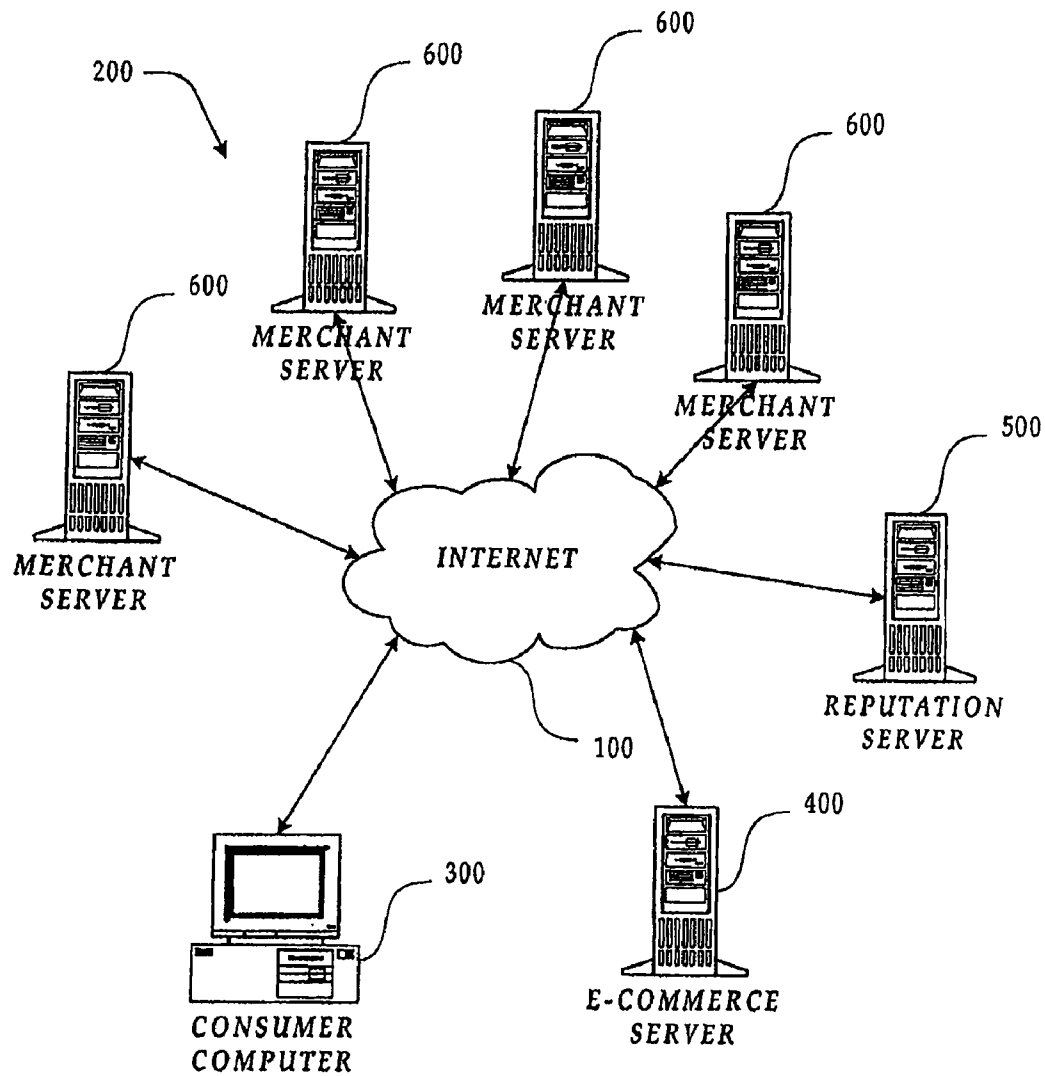 600
600
200
600
600
MERCHANT
SERVER
MERCHANT
SERVER
MERCHANT
SERVER
500
INTERNET
MERCHANT
SERVER
REPUTATION
SERVER
100
400
300
E-COMMERCE
SERVER
CONSUMER
COMPUTER